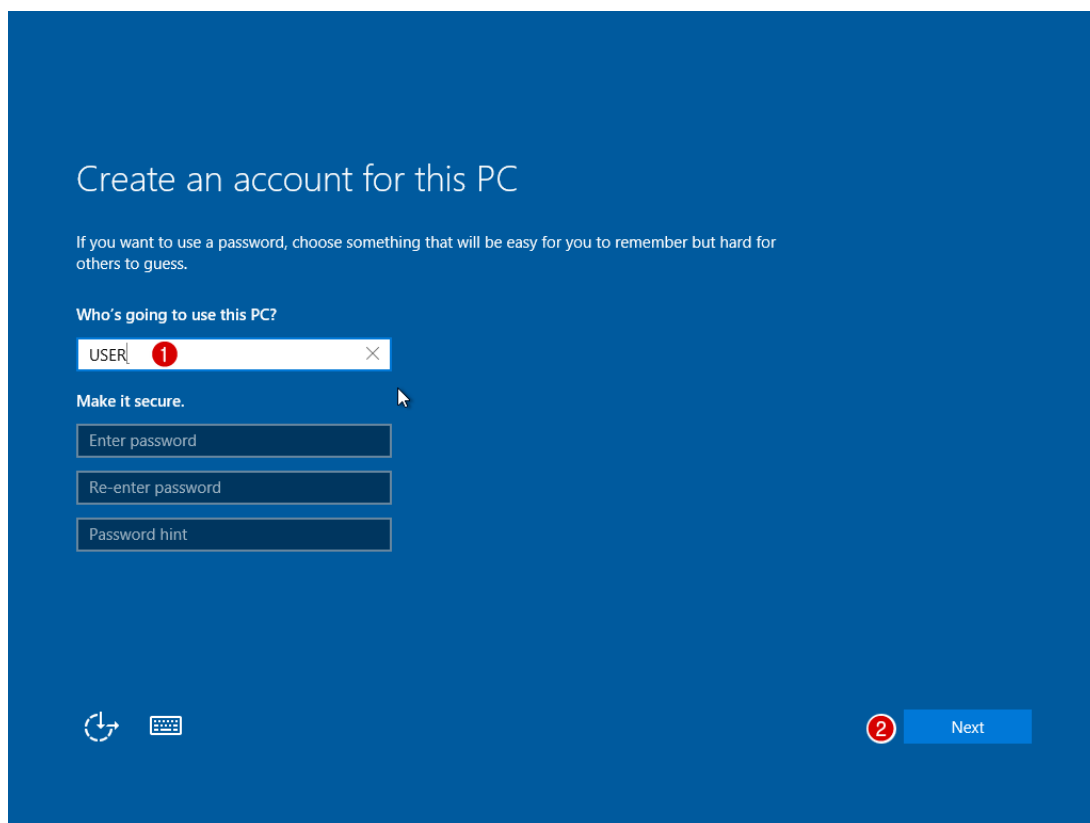 Create an account for this PC
If you want to use a password, choose something that will be easy for you to remember but hard for
others to guess.
Who's going to use this PC?
USER 1
Make it secure.
Enter password
Re-enter password
Password hint
2 Next